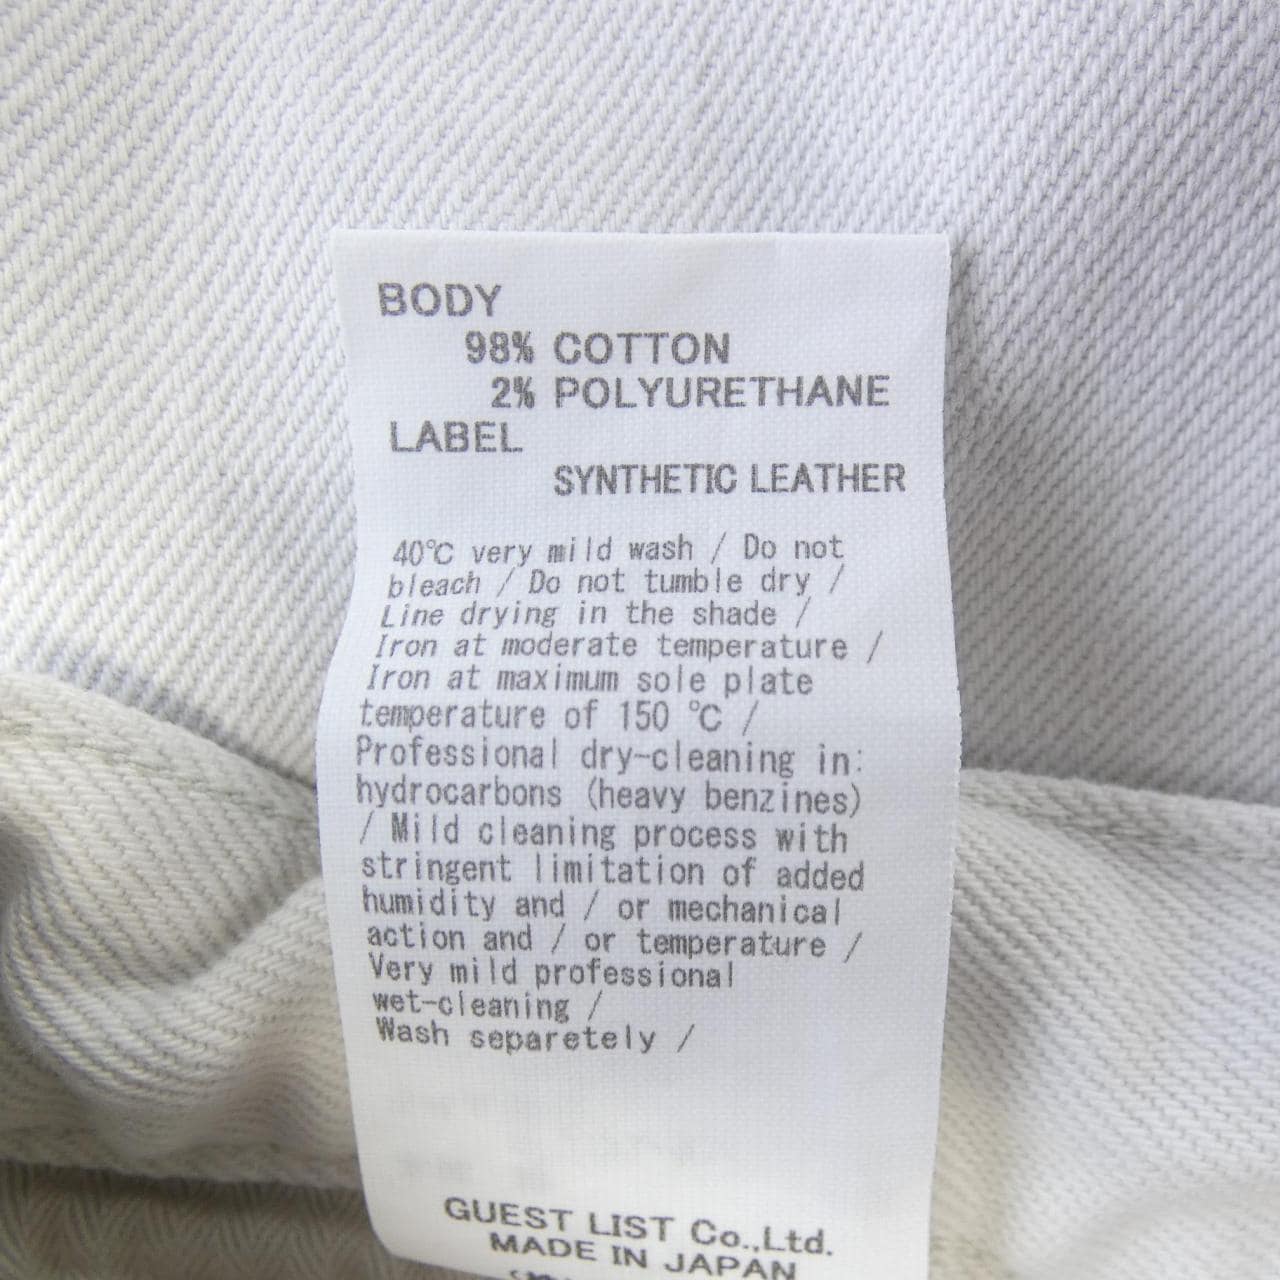 BODY
98% COTTON
2% POLYURETHANE
LABEL
SYNTHETIC LEATHER
40℃ very mild wash / Do not
bleach / Do not tumble dry /
Line drying in the shade /
Iron at moderate temperature /
Iron at maximum sole plate
temperature of 150 ℃ /
Professional dry-cleaning in:
hydrocarbons (heavy benzines)
/ Mild cleaning process with
stringent limitation of added
humidity and / or mechanical
action and / or temperature /
Very mild professional
wet-cleaning /
Wash separetely /
GUEST LIST Co.,Ltd.
MADE IN JAPAN